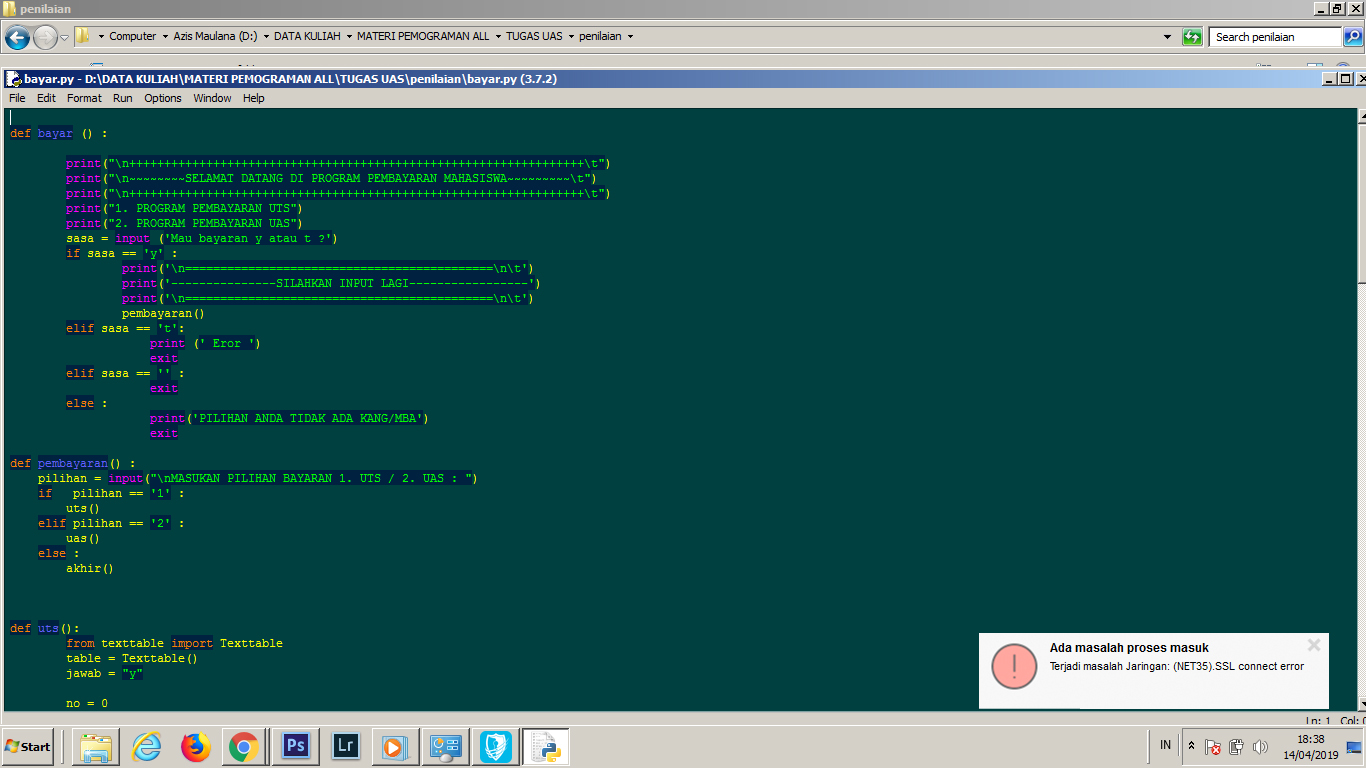 penilaian
Computer Azis Maulana (D:) DATA KULIAH MATERI PEMOGRAMAN ALL TUGAS UAS penilaian Search penilaian
bayar.py - D:\DATA KULIAH\MATERI PEMOGRAMAN ALL\TUGAS UAS\penilaian\bayar.py (3.7.2)
File Edit Format Run Options Window Help
def bayar () :
print("\n+++++++++++++++++++++++++++++++++++++++++++++++++++++++++++++++++\t")
print("\n~~~~~~~~SELAMAT DATANG DI PROGRAM PEMBAYARAN MAHASISWA~~~~~~~~~\t")
print("\n+++++++++++++++++++++++++++++++++++++++++++++++++++++++++++++++++\t")
print("1. PROGRAM PEMBAYARAN UTS")
print("2. PROGRAM PEMBAYARAN UAS")
sasa = input ('Mau bayaran y atau t ?')
if sasa == 'y' :
print('\n============================================\n\t')
print('---------------SILAHKAN INPUT LAGI-----------------')
print('\n============================================\n\t')
pembayaran()
elif sasa == 't':
print (' Eror ')
exit
elif sasa == '' :
exit
else :
print('PILIHAN ANDA TIDAK ADA KANG/MBA')
exit
def pembayaran() :
pilihan = input("\nMASUKAN PILIHAN BAYARAN 1. UTS / 2. UAS : ")
if   pilihan == '1' :
uts()
elif pilihan == '2' :
uas()
else :
akhir()
def uts():
from texttable import Texttable
table = Texttable()
jawab = "y"
no = 0
Ada masalah proses masuk
Terjadi masalah Jaringan: (NET35).SSL connect error
Ln: 1 Col: 0
Start
Ps
Lr
IN
18:38
14/04/2019